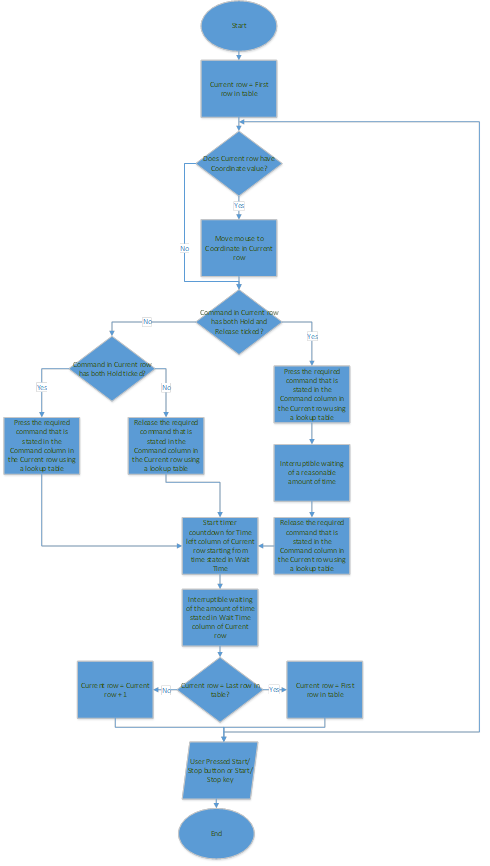 Start
Current row = First
row in table
Does Current row have
Coordinate value?
Yes
No
Move mouse to
Coordinate in Current
row
Command in Current row
has both Hold and
Release ticked?
No
Yes
Command in Current row
has both Hold ticked?
Yes
No
Press the required
command that is
stated in the
Command column in
the Current row using
a lookup table
Press the required
command that is
stated in the
Command column in
the Current row using
a lookup table
Release the required
command that is
stated in the
Command column in
the Current row using
a lookup table
Interruptible waiting
of a reasonable
amount of time
Start timer
countdown for Time
left column of Current
row starting from
time stated in Wait
Time
Release the required
command that is
stated in the
Command column in
the Current row using
a lookup table
Interruptible waiting
of the amount of time
stated in Wait Time
column of Current
row
Current row = Current
row + 1
No
Current row = Last row in
table?
Yes
Current row = First
row in table
User Pressed Start/
Stop button or Start/
Stop key
End